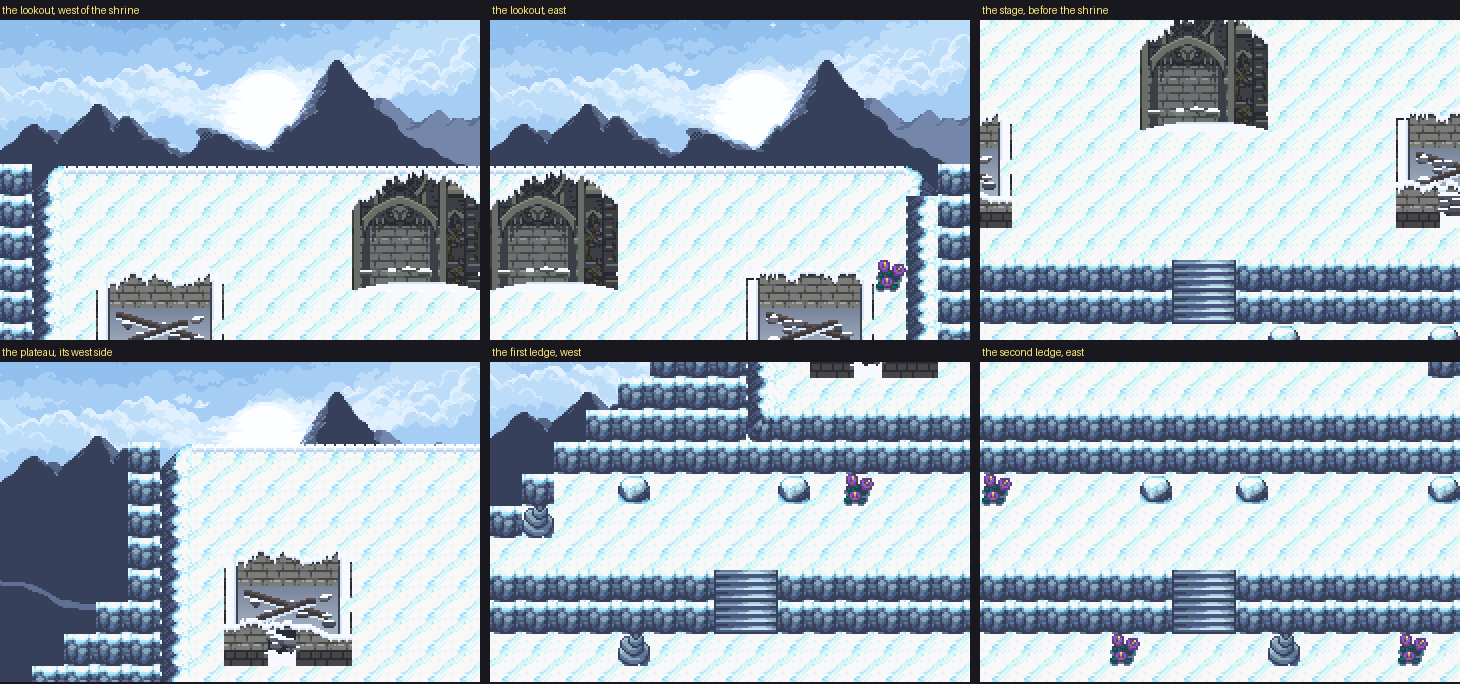 the lookout, west of the shrine
the lookout, east
the stage, before the shrine
the plateau, its west side
the first ledge, west
the second ledge, east